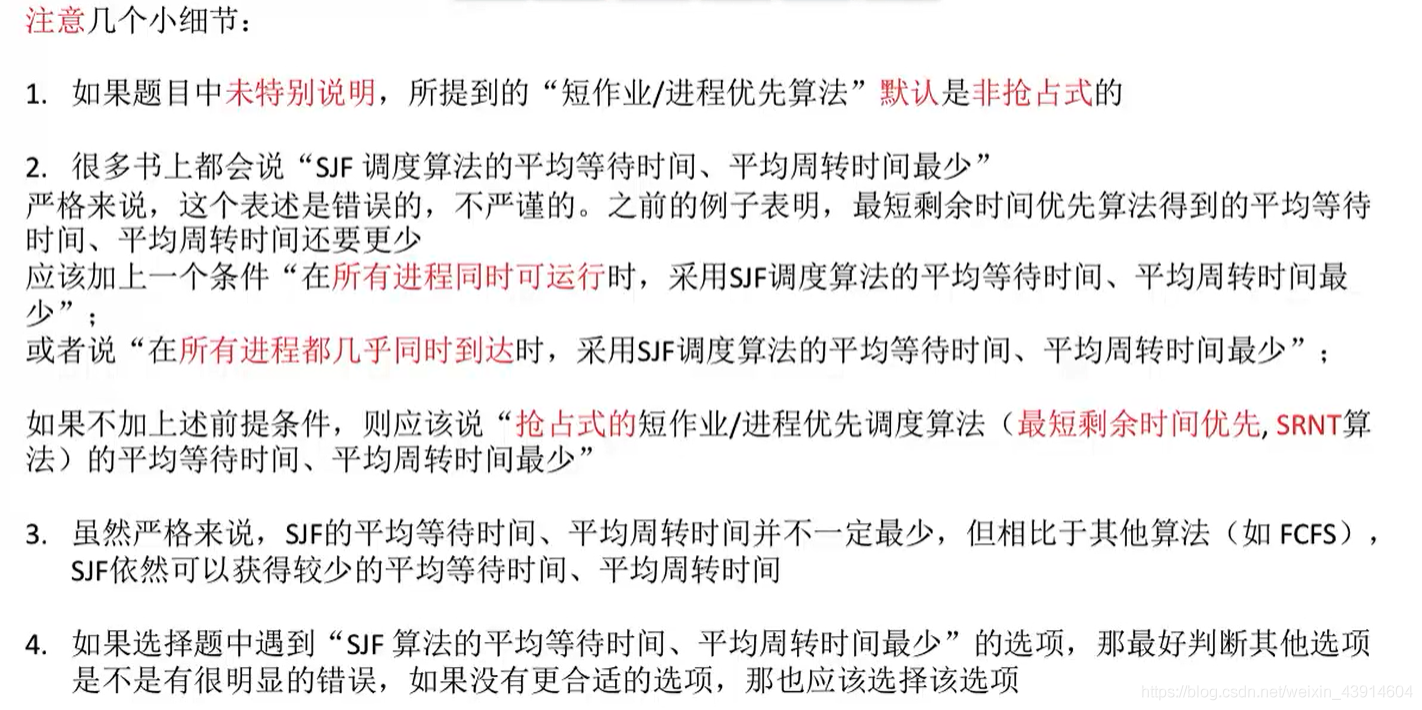 注意几个小细节：
1. 如果题目中未特别说明，所提到的“短作业/进程优先算法”默认是非抢占式的
2. 很多书上都会说“SJF 调度算法的平均等待时间、平均周转时间最少”
严格来说，这个表述是错误的，不严谨的。之前的例子表明，最短剩余时间优先算法得到的平均等待
时间、平均周转时间还要更少
应该加上一个条件“在所有进程同时可运行时，采用SJF调度算法的平均等待时间、平均周转时间最
少”；
或者说“在所有进程都几乎同时到达时，采用SJF调度算法的平均等待时间、平均周转时间最少”；
如果不加上述前提条件，则应该说“抢占式的短作业/进程优先调度算法（最短剩余时间优先, SRNT算
法）的平均等待时间、平均周转时间最少”
3. 虽然严格来说，SJF的平均等待时间、平均周转时间并不一定最少，但相比于其他算法（如 FCFS），
SJF依然可以获得较少的平均等待时间、平均周转时间
4. 如果选择题中遇到“SJF 算法的平均等待时间、平均周转时间最少”的选项，那最好判断其他选项
是不是有很明显的错误，如果没有更合适的选项，那也应该选择该选项
https://blog.csdn.net/weixin_43914604